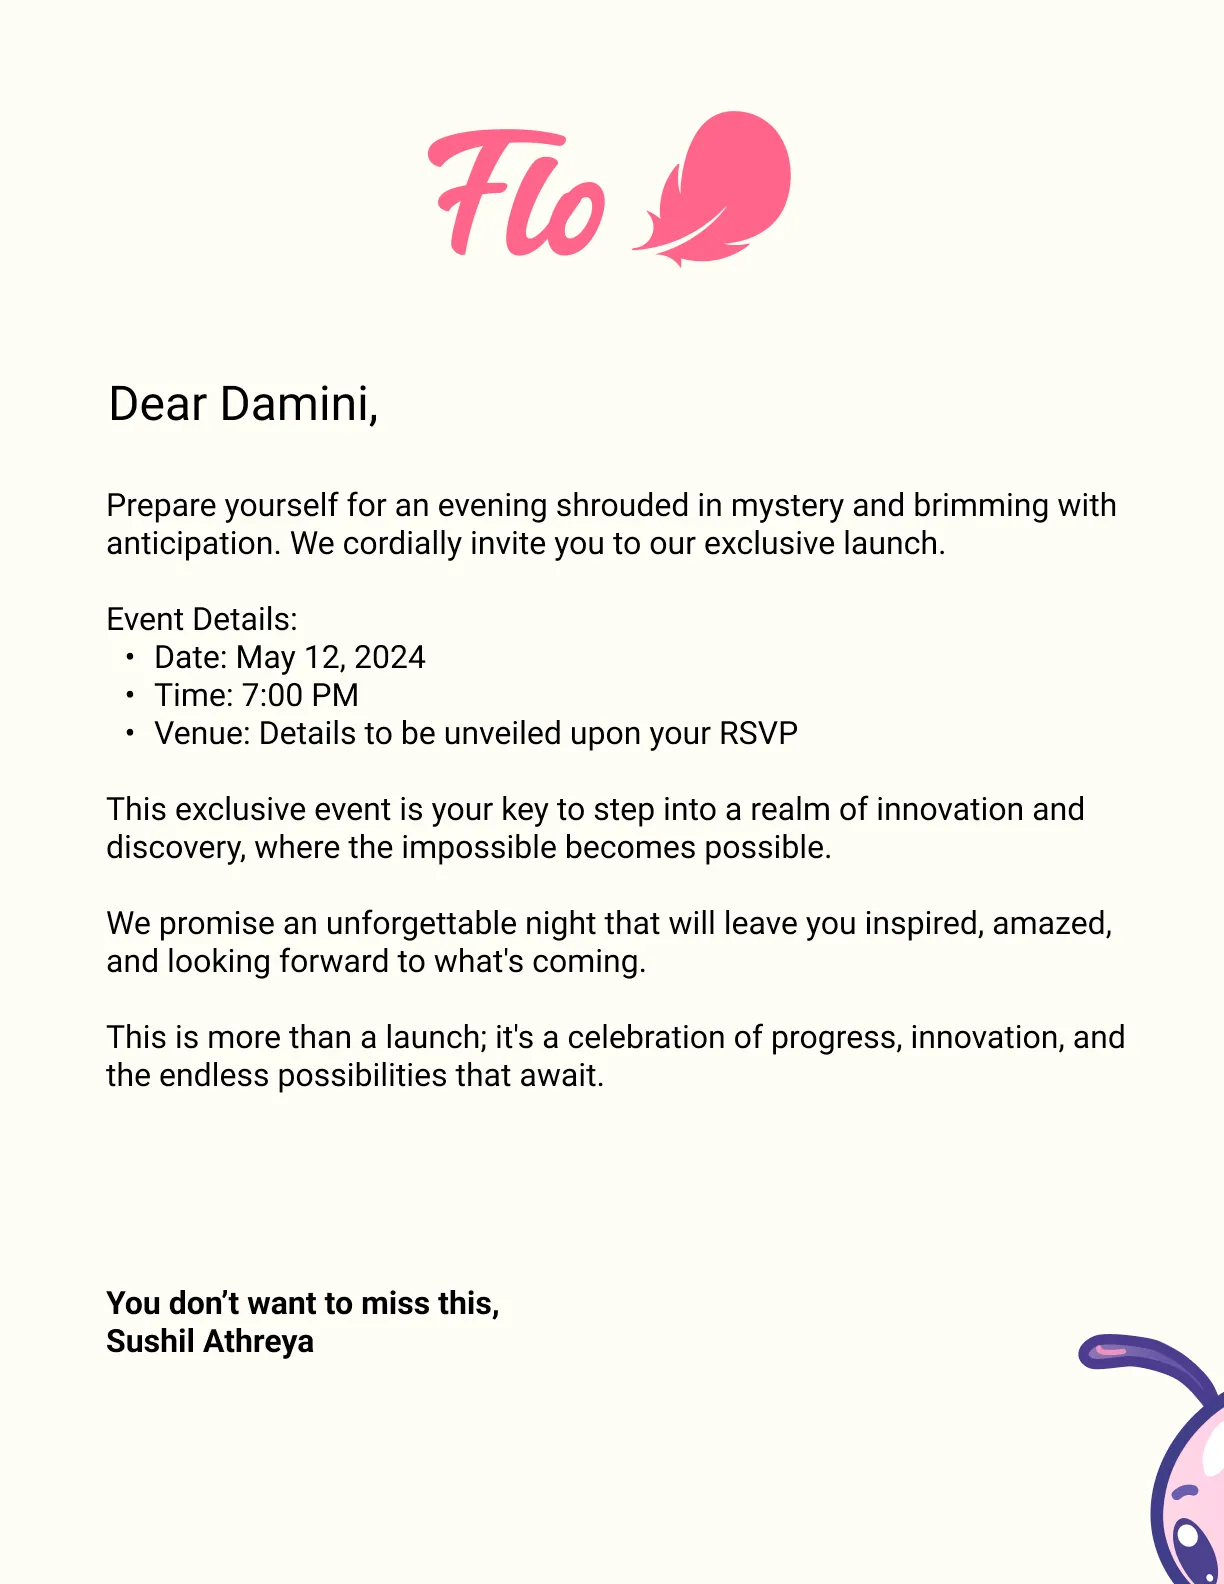 Flo
Dear Damini,
Prepare yourself for an evening shrouded in mystery and brimming with
anticipation. We cordially invite you to our exclusive launch.
Event Details:
• Date: May 12, 2024
• Time: 7:00 PM
• Venue: Details to be unveiled upon your RSVP
This exclusive event is your key to step into a realm of innovation and
discovery, where the impossible becomes possible.
We promise an unforgettable night that will leave you inspired, amazed,
and looking forward to what's coming.
This is more than a launch; it's a celebration of progress, innovation, and
the endless possibilities that await.
You don’t want to miss this,
Sushil Athreya